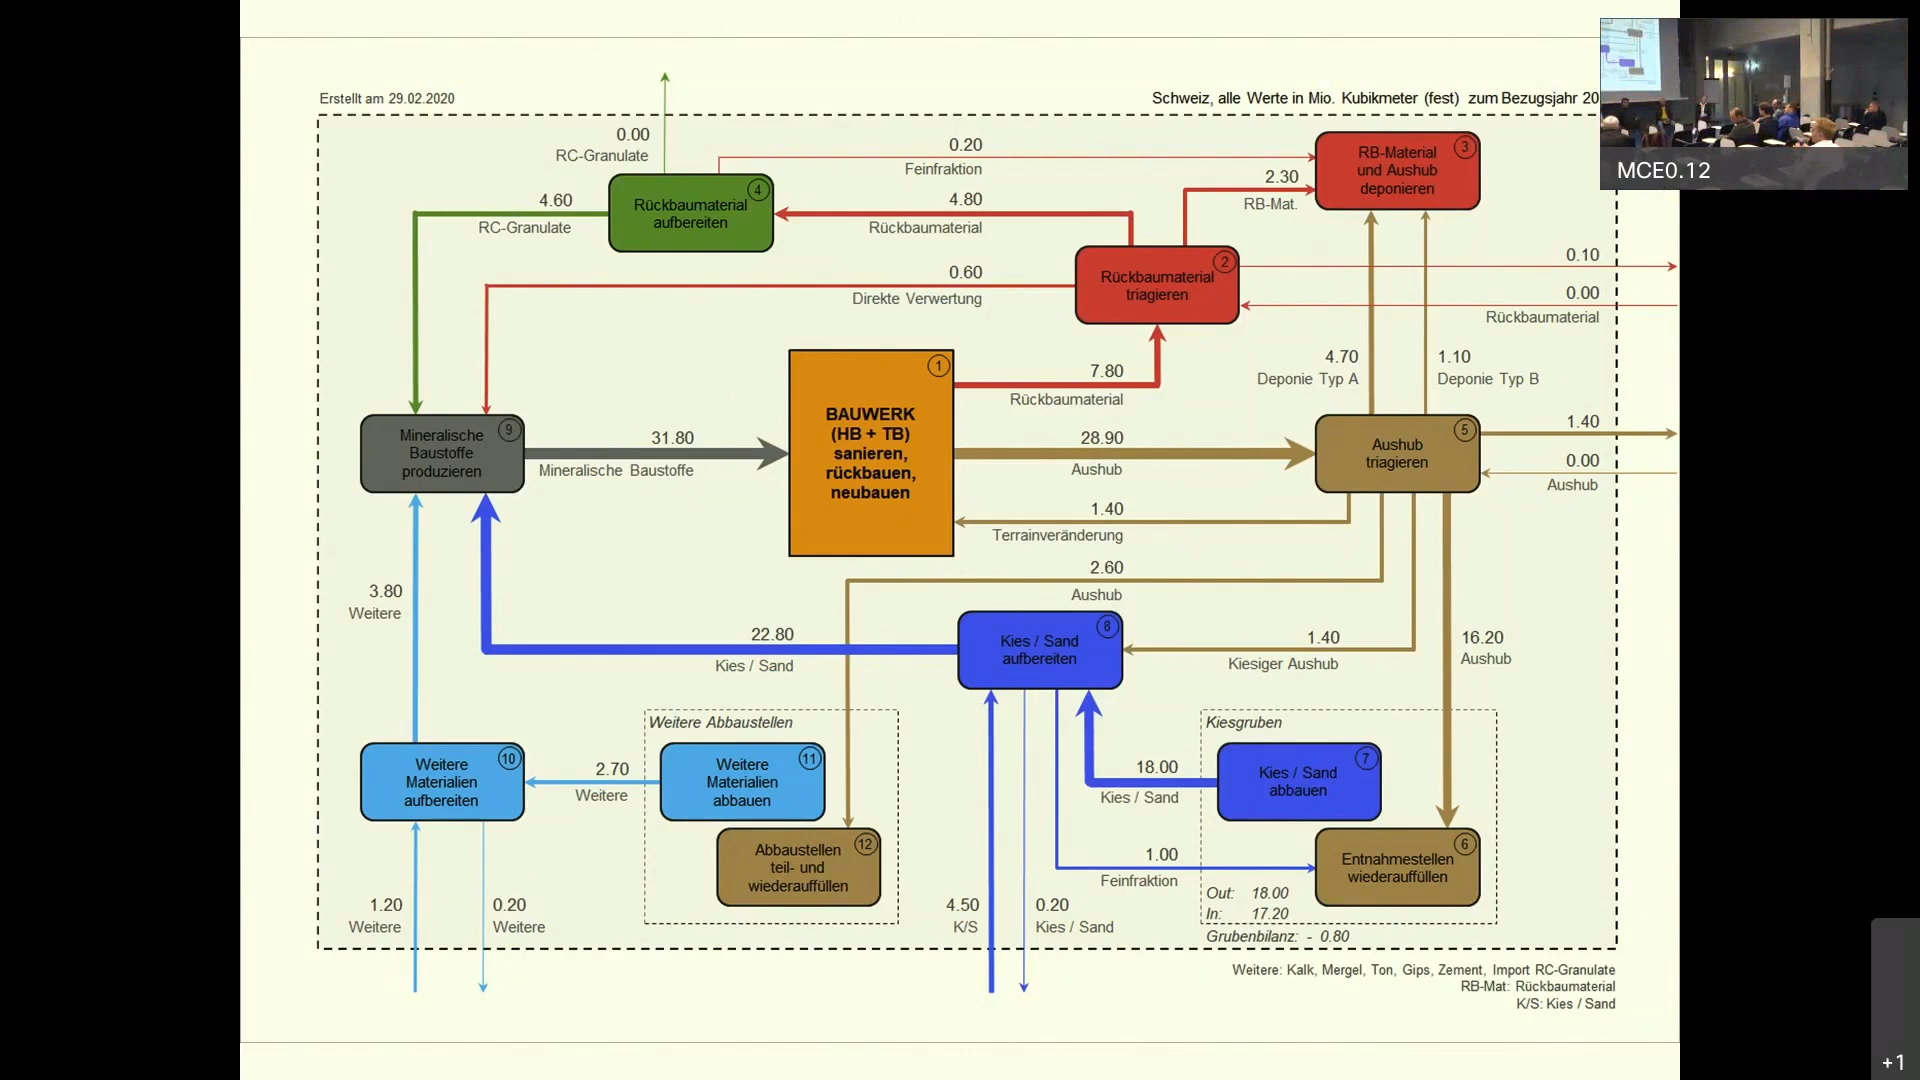 Erstellt am 29.02.2020
Schweiz, alle Werte in Mio. Kubikmeter (fest) zum Bezugsjahr 20
MCE0.12
0.00
RC-Granulate
0.20
Feinfraktion
3
RB-Material
und Aushub
deponieren
4
Rückbaumaterial
aufbereiten
4.60
RC-Granulate
4.80
Rückbaumaterial
2.30
RB-Mat.
2
Rückbaumaterial
triagieren
0.10
0.00
Rückbaumaterial
0.60
Direkte Verwertung
1
BAUWERK
(HB + TB)
sanieren,
rückbauen,
neubauen
7.80
Rückbaumaterial
4.70
Deponie Typ A
1.10
Deponie Typ B
9
Mineralische
Baustoffe
produzieren
31.80
Mineralische Baustoffe
28.90
Aushub
5
Aushub
triagieren
1.40
0.00
Aushub
1.40
Terrainveränderung
2.60
Aushub
3.80
Weitere
22.80
Kies / Sand
8
Kies / Sand
aufbereiten
1.40
Kiesiger Aushub
16.20
Aushub
Weitere Abbaustellen
Kiesgruben
10
Weitere
Materialien
aufbereiten
2.70
Weitere
11
Weitere
Materialien
abbauen
18.00
Kies / Sand
7
Kies / Sand
abbauen
12
Abbaustellen
teil- und
wiederauffüllen
1.00
Feinfraktion
6
Entnahmestellen
wiederauffüllen
1.20
Weitere
0.20
Weitere
4.50
K/S
0.20
Kies / Sand
Out: 18.00
In: 17.20
Grubenbilanz: - 0.80
Weitere: Kalk, Mergel, Ton, Gips, Zement, Import RC-Granulate
RB-Mat: Rückbaumaterial
K/S: Kies / Sand
+1